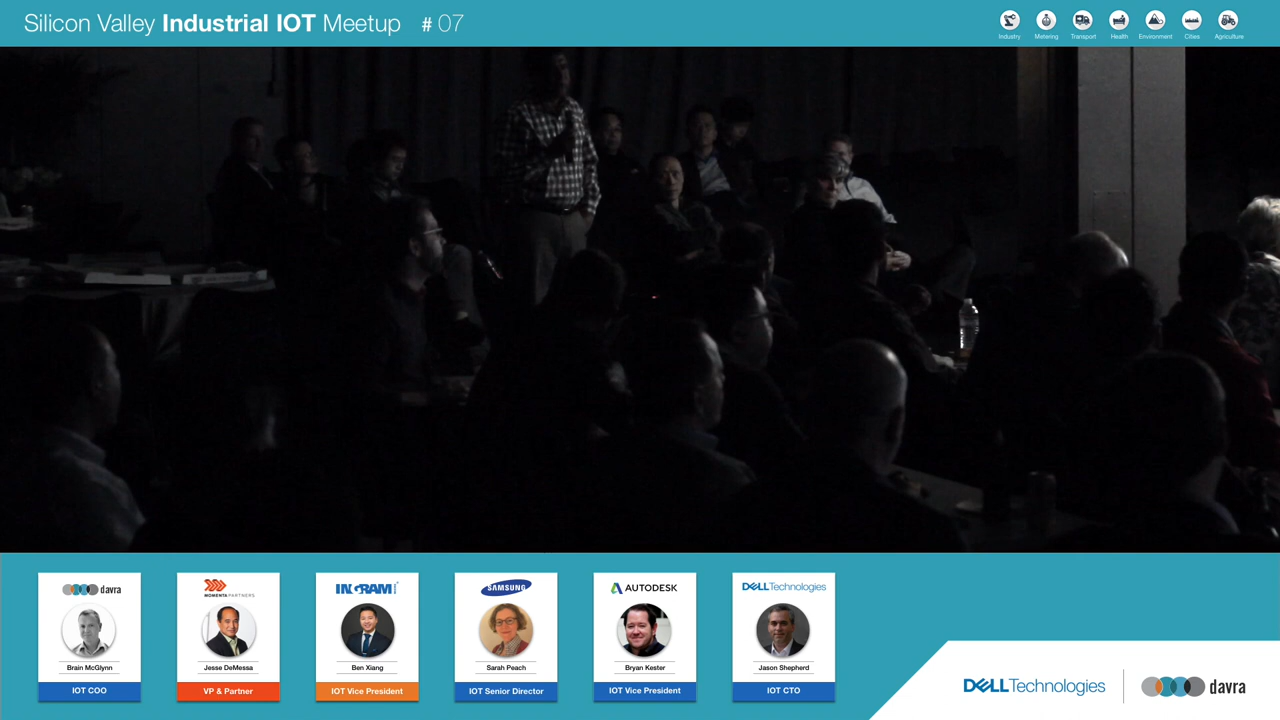 Silicon Valley Industrial IOT Meetup # 07
Industry Metering Transport Health Environment Cities Agriculture
davra
Brain McGlynn
IOT COO
MOMENTA PARTNERS
Jesse DeMessa
VP & Partner
INGRAM
Ben Xiang
IOT Vice President
SAMSUNG
Sarah Peach
IOT Senior Director
AUTODESK
Bryan Kester
IOT Vice President
DELL Technologies
Jason Shepherd
IOT CTO
DELL Technologies
davra